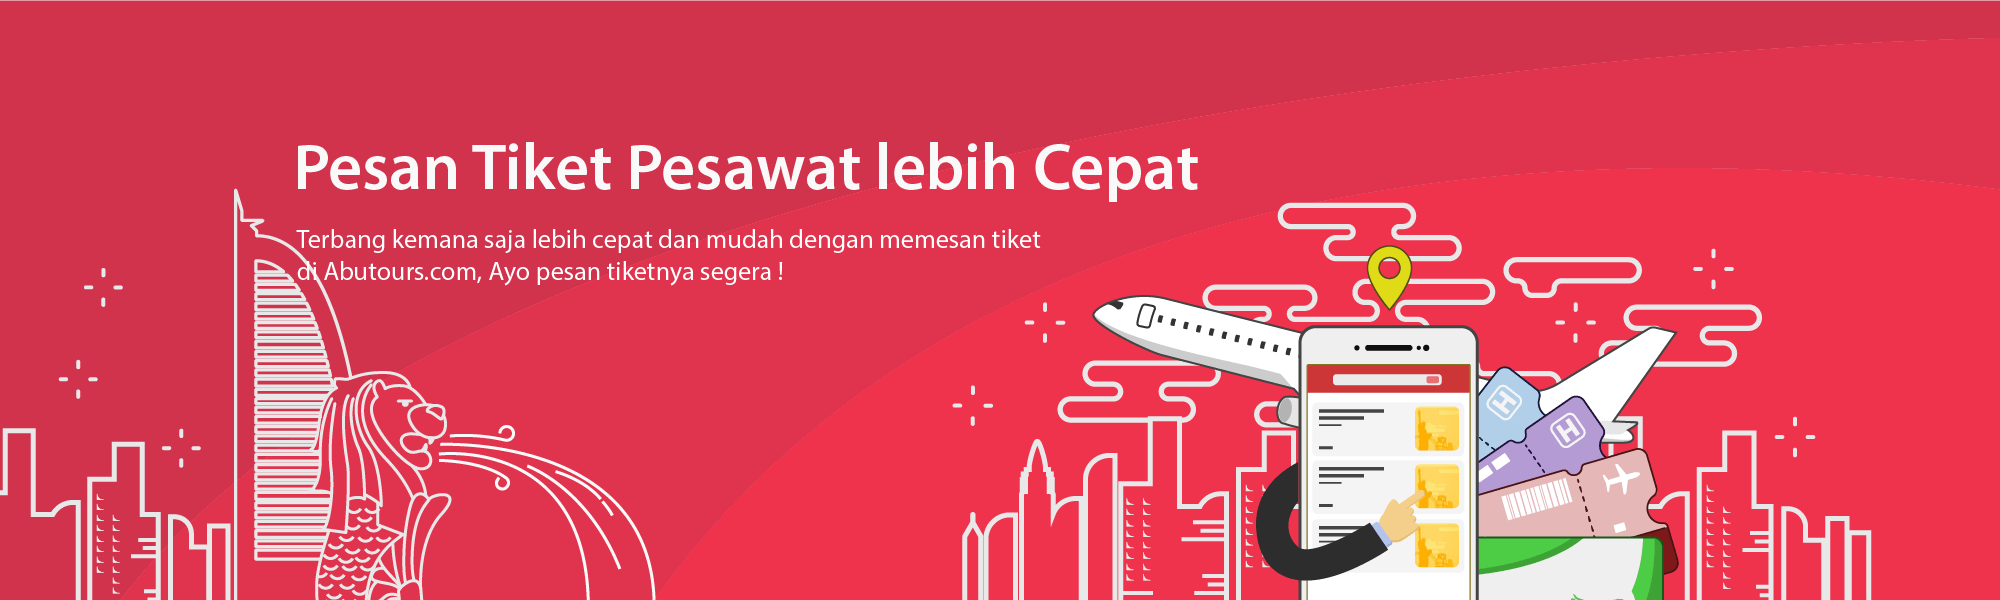 Pesan Tiket Pesawat lebih Cepat
Terbang kemana saja lebih cepat dan mudah dengan memesan tiket
di Abutours.com, Ayo pesan tiketnya segera !
H
H